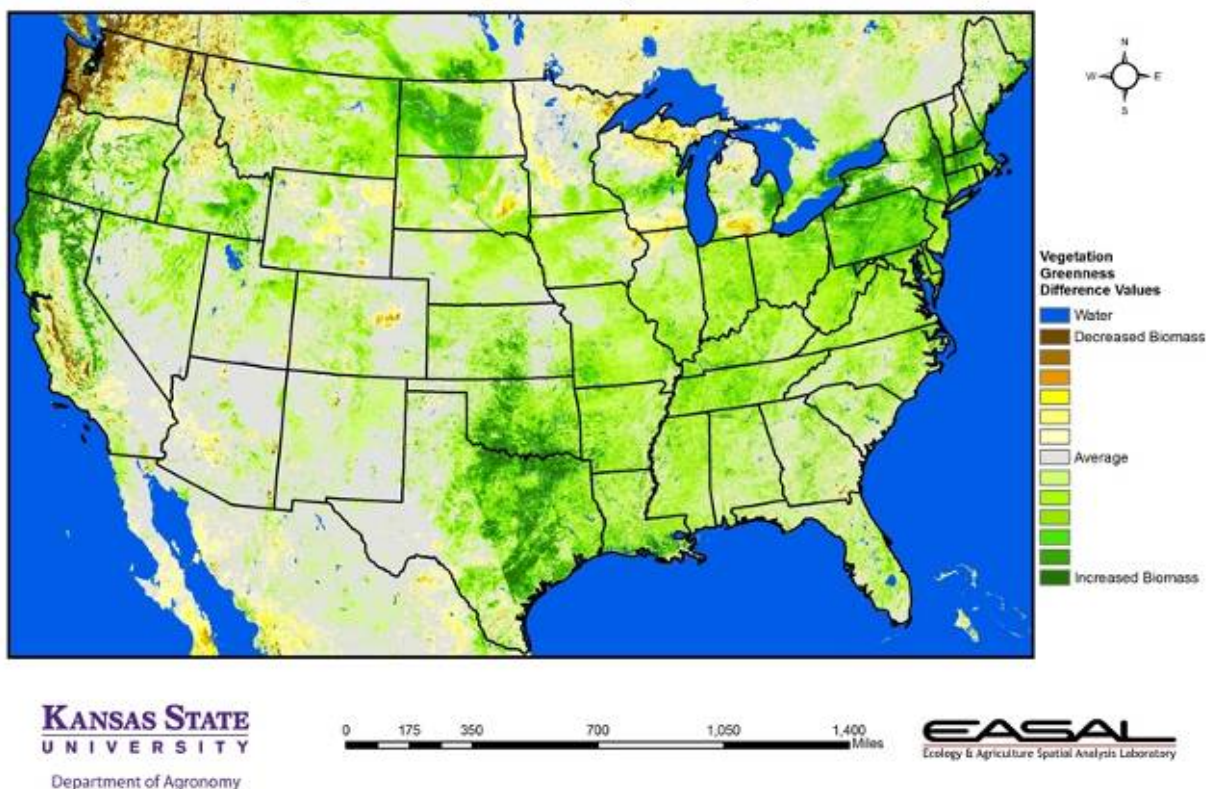 N
W E
S
Vegetation
Greenness
Difference Values
Water
Decreased Biomass
Average
Increased Biomass
KANSAS STATE
UNIVERSITY
Department of Agronomy
0 175 350 700 1,050 1,400
Miles
EASAL
Ecology & Agriculture Spatial Analysis Laboratory